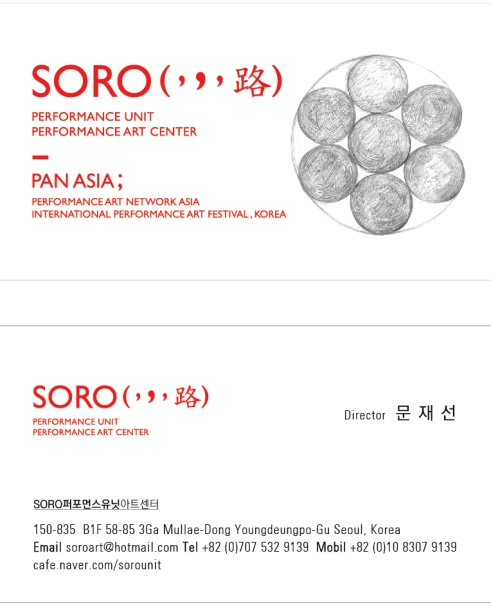 SORO (, , , 路)
PERFORMANCE UNIT
PERFORMANCE ART CENTER
PAN ASIA ;
PERFORMANCE ART NETWORK ASIA
INTERNATIONAL PERFORMANCE ART FESTIVAL , KOREA
SORO (, , , 路)
PERFORMANCE UNIT
PERFORMANCE ART CENTER
Director 문 재 선
SORO퍼포먼스유닛아트센터
150-835 B1F 58-85 3Ga Mullae-Dong Youngdeungpo-Gu Seoul, Korea
Email soroart@hotmail.com Tel +82 (0)707 532 9139 Mobil +82 (0)10 8307 9139
cafe.naver.com/sorounit